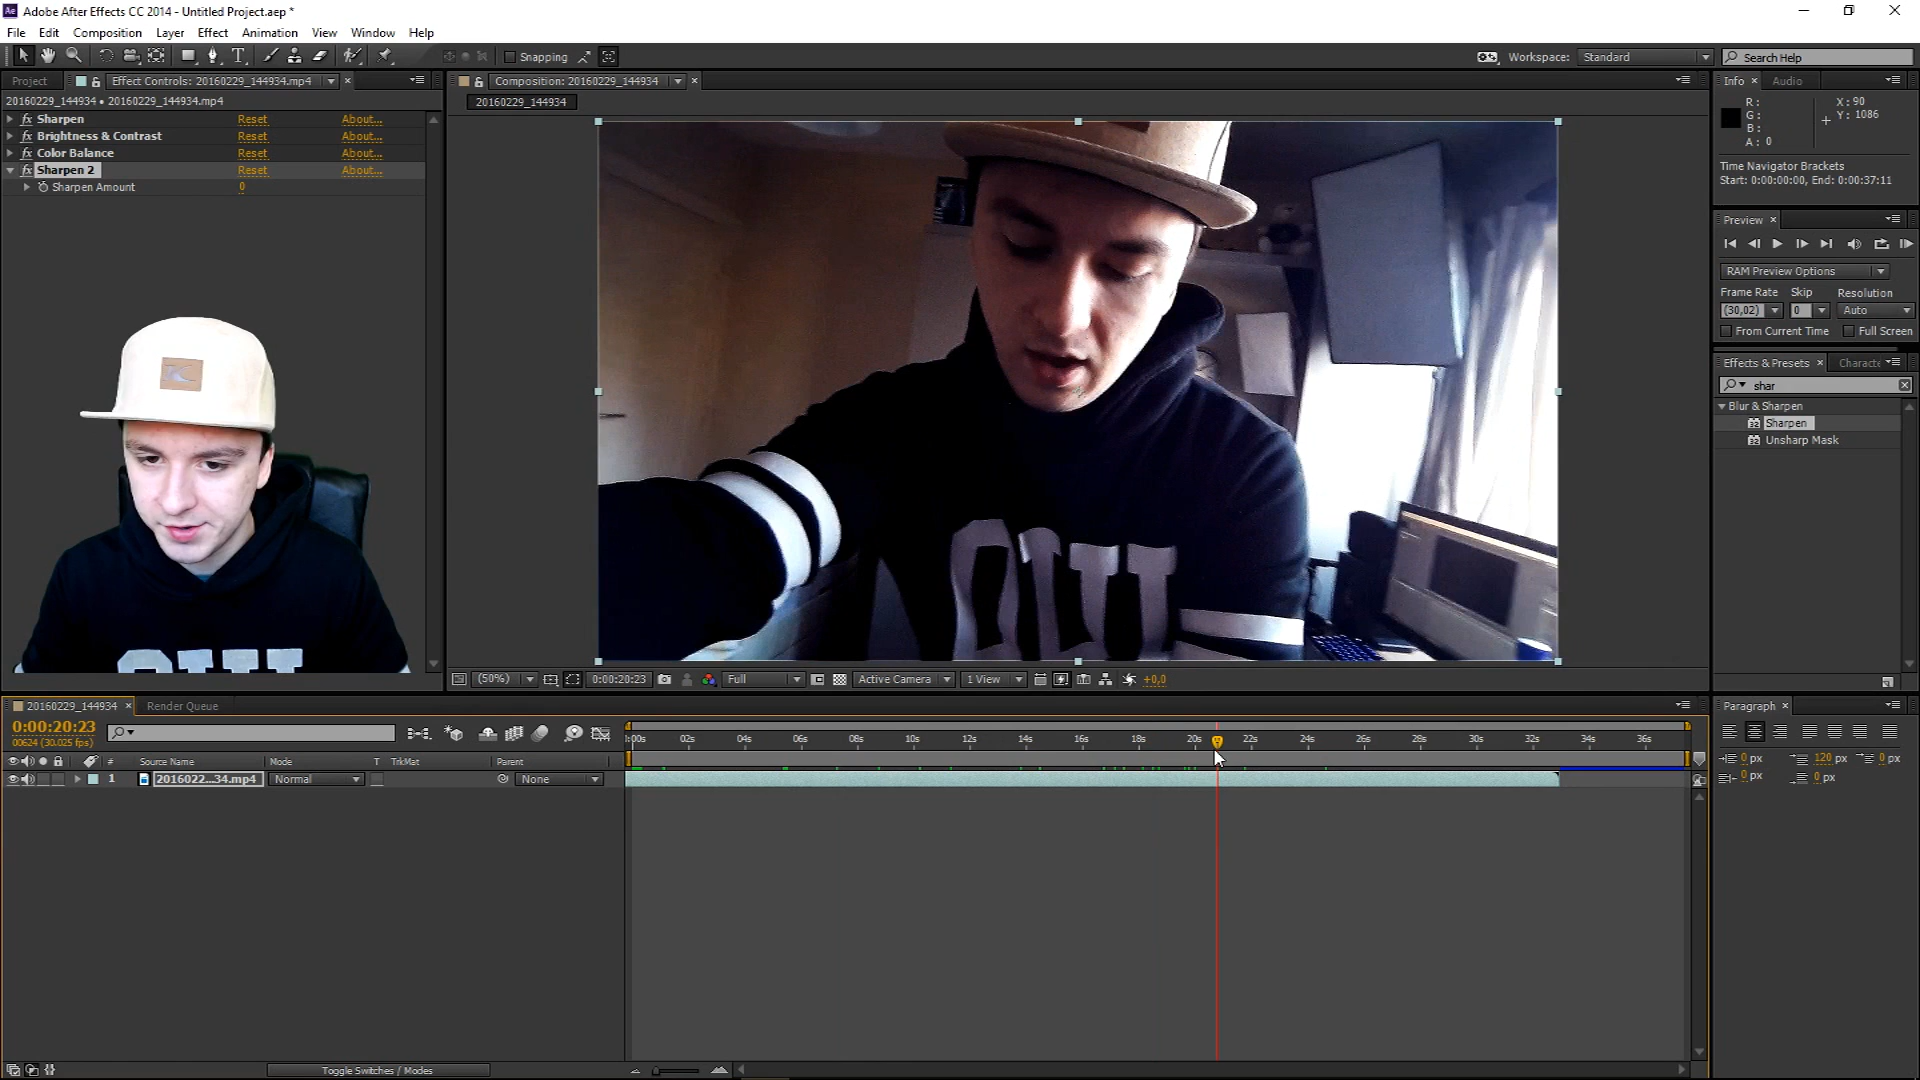 Adobe After Effects CC 2014 - Untitled Project.aep *
File Edit Composition Layer Effect Animation View Window Help
Snapping
Workspace: Standard
Search Help
Project
Effect Controls: 20160229_144934.mp4
20160229_144934 • 20160229_144934.mp4
fx Sharpen Reset About...
fx Brightness & Contrast Reset About...
fx Color Balance Reset About...
fx Sharpen 2 Reset About...
Sharpen Amount 0
Composition: 20160229_144934
20160229_144934
(50%) 0:00:20:23 Full Active Camera 1 View +0,0
Info Audio
R: X: 90
G: Y: 1086
B:
A: 0
Time Navigator Brackets
Start: 0:00:00:00, End: 0:00:37:11
Preview
RAM Preview Options
Frame Rate Skip Resolution
(30,02) 0 Auto
From Current Time Full Screen
Effects & Presets Characte
shar
Blur & Sharpen
32 Sharpen
32 Unsharp Mask
20160229_144934 Render Queue
0:00:20:23
00624 (30.025 fps)
# Source Name Mode T TrkMat Parent
1 2016022...34.mp4 Normal None
:00s 02s 04s 06s 08s 10s 12s 14s 16s 18s 20s 22s 24s 26s 28s 30s 32s 34s 36s
Toggle Switches / Modes
Paragraph
0 px 120 px 0 px
0 px 0 px